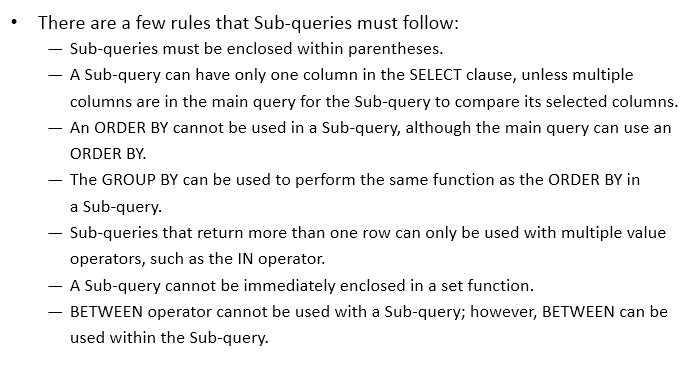 • There are a few rules that Sub-queries must follow:
— Sub-queries must be enclosed within parentheses.
— A Sub-query can have only one column in the SELECT clause, unless multiple
columns are in the main query for the Sub-query to compare its selected columns.
— An ORDER BY cannot be used in a Sub-query, although the main query can use an
ORDER BY.
— The GROUP BY can be used to perform the same function as the ORDER BY in
a Sub-query.
— Sub-queries that return more than one row can only be used with multiple value
operators, such as the IN operator.
— A Sub-query cannot be immediately enclosed in a set function.
— BETWEEN operator cannot be used with a Sub-query; however, BETWEEN can be
used within the Sub-query.